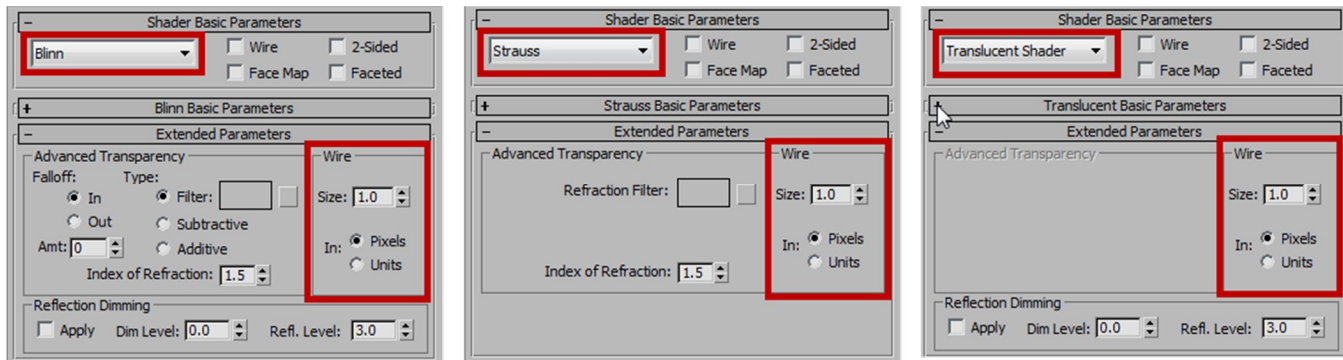 Shader Basic Parameters
Blinn
Wire
2-Sided
Face Map
Faceted
Blinn Basic Parameters
Extended Parameters
Advanced Transparency
Wire
Falloff: Type:
In
Filter:
Size: 1.0
Out
Subtractive
Amt: 0
Additive
In: Pixels
Units
Index of Refraction: 1.5
Reflection Dimming
Apply Dim Level: 0.0 Refl. Level: 3.0
Shader Basic Parameters
Strauss
Wire
2-Sided
Face Map
Faceted
Strauss Basic Parameters
Extended Parameters
Advanced Transparency
Wire
Refraction Filter:
Size: 1.0
In: Pixels
Units
Index of Refraction: 1.5
Shader Basic Parameters
Translucent Shader
Wire
2-Sided
Face Map
Faceted
Translucent Basic Parameters
Extended Parameters
Advanced Transparency
Wire
Size: 1.0
In: Pixels
Units
Reflection Dimming
Apply Dim Level: 0.0 Refl. Level: 3.0